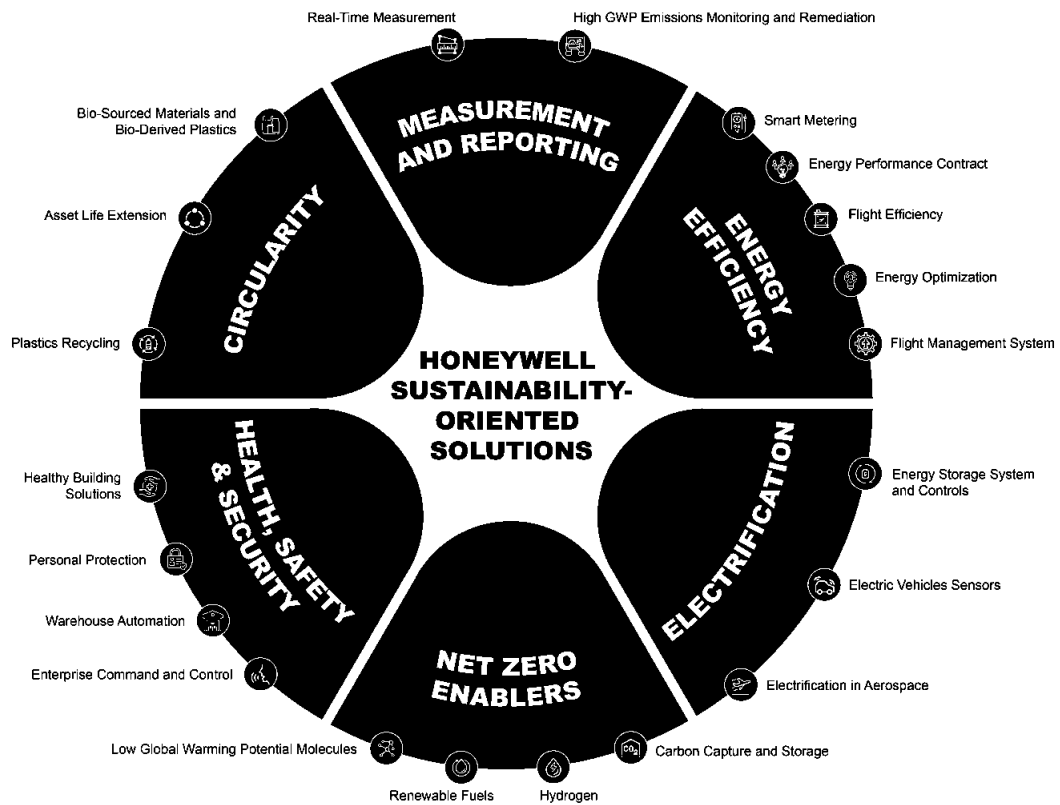 Real-Time Measurement
High GWP Emissions Monitoring and Remediation
MEASUREMENT
AND REPORTING
Smart Metering
Energy Performance Contract
Flight Efficiency
Energy Optimization
Flight Management System
ENERGY
EFFICIENCY
Energy Storage System
and Controls
Electric Vehicles Sensors
Electrification in Aerospace
ELECTRIFICATION
Carbon Capture and Storage
CO₂
Hydrogen
Renewable Fuels
Low Global Warming Potential Molecules
NET ZERO
ENABLERS
Enterprise Command and Control
Warehouse Automation
Personal Protection
Healthy Building
Solutions
HEALTH, SAFETY
& SECURITY
Plastics Recycling
Asset Life Extension
Bio-Sourced Materials and
Bio-Derived Plastics
CIRCULARITY
HONEYWELL
SUSTAINABILITY-
ORIENTED
SOLUTIONS